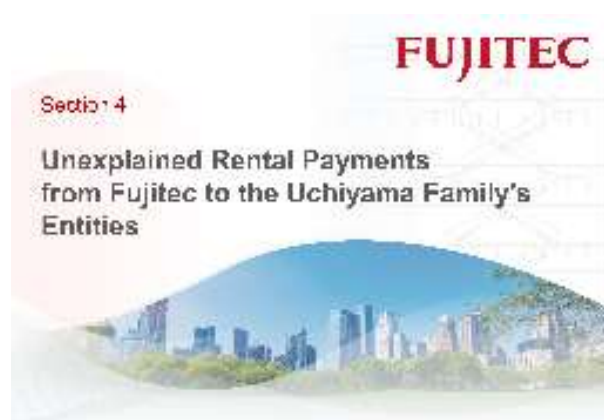 FUJITEC
Section 4
Unexplained Rental Payments
from Fujitec to the Uchiyama Family's
Entities